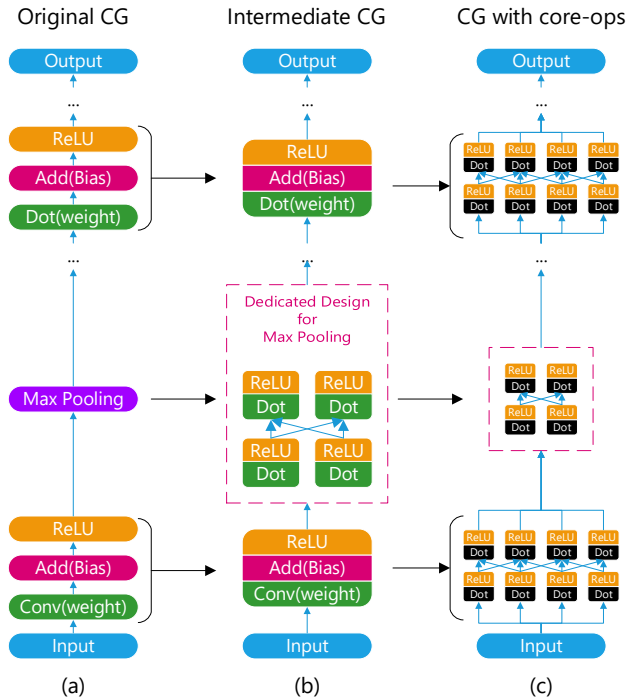 Original CG
Intermediate CG
CG with core-ops
Output
...
ReLU
Add(Bias)
Dot(weight)
...
Max Pooling
ReLU
Add(Bias)
Conv(weight)
Input
(a)
Output
...
ReLU
Add(Bias)
Dot(weight)
...
Dedicated Design
for
Max Pooling
ReLU ReLU
Dot Dot
ReLU ReLU
Dot Dot
ReLU
Add(Bias)
Conv(weight)
Input
(b)
Output
...
ReLU ReLU ReLU ReLU
Dot Dot Dot Dot
ReLU ReLU ReLU ReLU
Dot Dot Dot Dot
...
ReLU ReLU
Dot Dot
ReLU ReLU
Dot Dot
ReLU ReLU ReLU ReLU
Dot Dot Dot Dot
ReLU ReLU ReLU ReLU
Dot Dot Dot Dot
Input
(c)